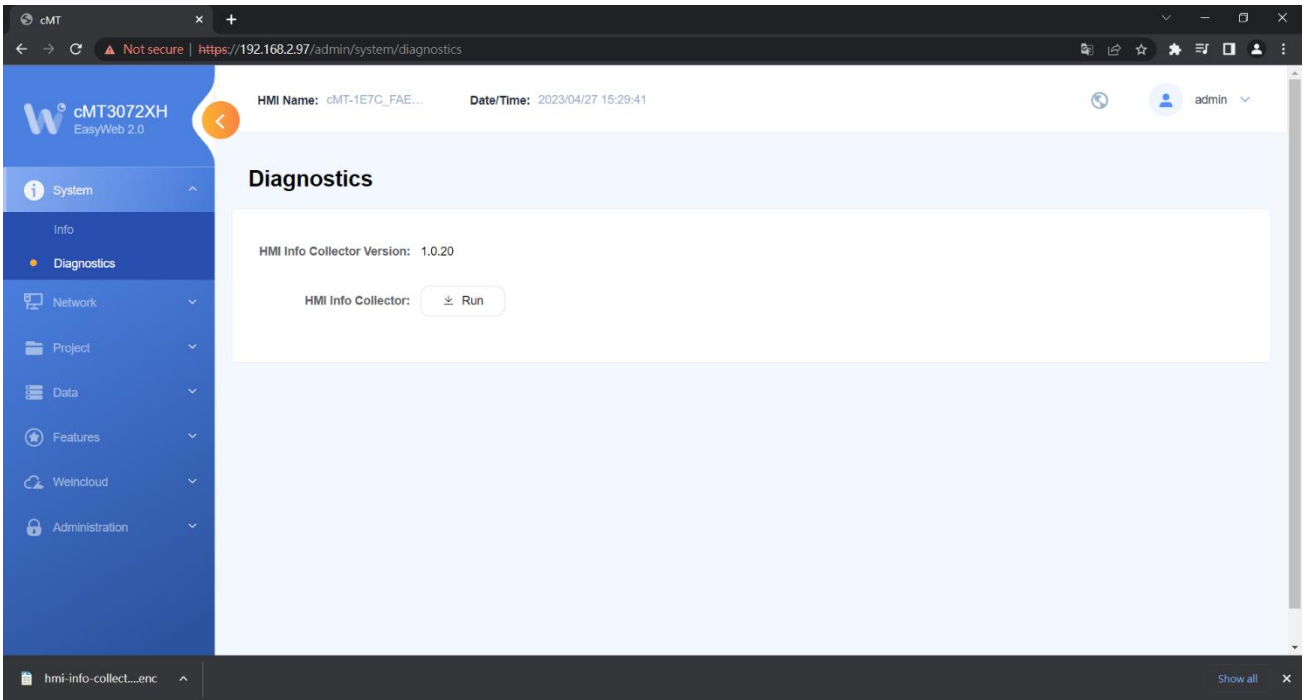 cMT
Not secure | https://192.168.2.97/admin/system/diagnostics
cMT3072XH
EasyWeb 2.0
HMI Name: cMT-1E7C_FAE... Date/Time: 2023/04/27 15:29:41
admin
System
Info
Diagnostics
Network
Project
Data
Features
Weincloud
Administration
Diagnostics
HMI Info Collector Version: 1.0.20
HMI Info Collector: Run
hmi-info-collect....enc
Show all